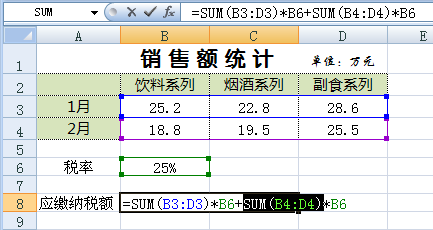 SUM
=SUM(B3:D3)*B6+SUM(B4:D4)*B6
A B C D
1 销售额统计 单位：万元
2 饮料系列 烟酒系列 副食系列
3 1月 25.2 22.8 28.6
4 2月 18.8 19.5 25.5
5
6 税率 25%
7
8 应缴纳税额 =SUM(B3:D3)*B6+SUM(B4:D4)*B6
9